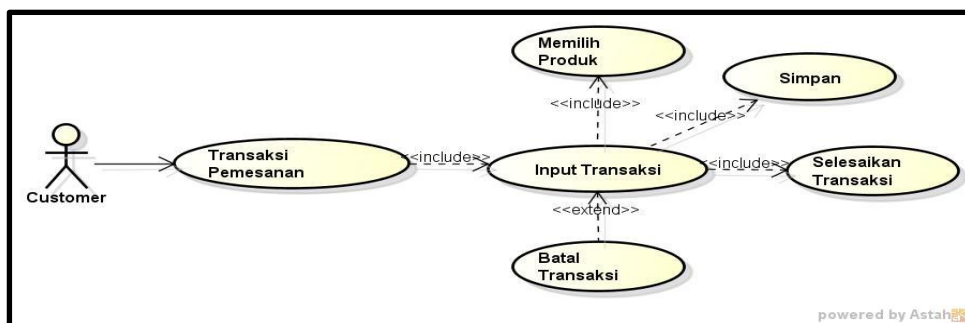 Memilih
Produk
Simpan
<<include>>
<<include>>
Transaksi
Pemesanan
<<include>>
Input Transaksi
<<include>>
Selesaikan
Transaksi
Customer
<<extend>>
Batal
Transaksi
powered by Astah